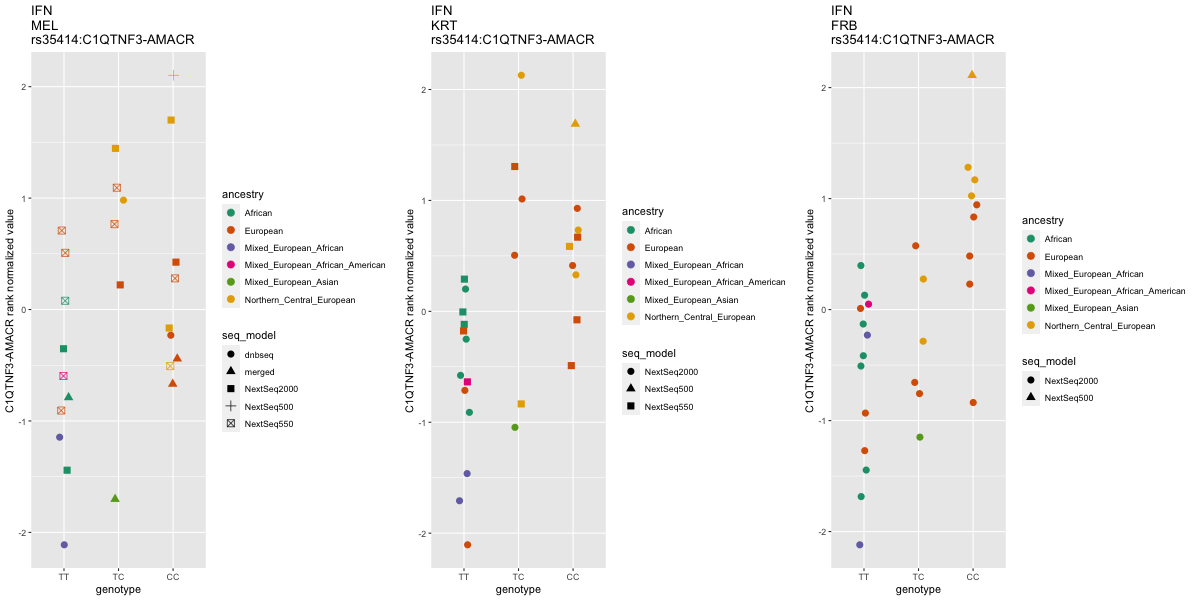 IFN
MEL
rs35414:C1QTNF3-AMACR
C1QTNF3-AMACR rank normalized value
2
1
0
-1
-2
TT TC CC
genotype
ancestry
African
European
Mixed_European_African
Mixed_European_African_American
Mixed_European_Asian
Northern_Central_European
seq_model
dnbseq
merged
NextSeq2000
NextSeq500
NextSeq550
IFN
KRT
rs35414:C1QTNF3-AMACR
C1QTNF3-AMACR rank normalized value
2
1
0
-1
-2
TT TC CC
genotype
ancestry
African
European
Mixed_European_African
Mixed_European_African_American
Mixed_European_Asian
Northern_Central_European
seq_model
NextSeq2000
NextSeq500
NextSeq550
IFN
FRB
rs35414:C1QTNF3-AMACR
C1QTNF3-AMACR rank normalized value
2
1
0
-1
-2
TT TC CC
genotype
ancestry
African
European
Mixed_European_African
Mixed_European_African_American
Mixed_European_Asian
Northern_Central_European
seq_model
NextSeq2000
NextSeq500